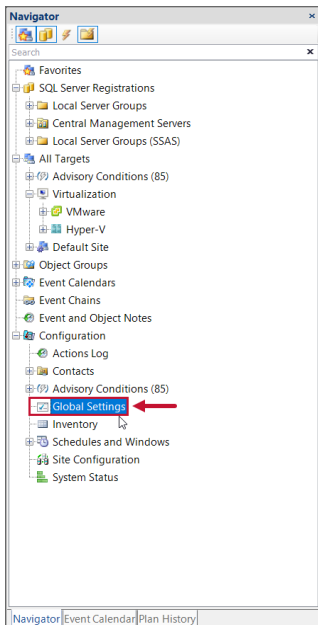 Navigator
Search
Favorites
SQL Server Registrations
Local Server Groups
Central Management Servers
Local Server Groups (SSAS)
All Targets
Advisory Conditions (85)
Virtualization
VMware
Hyper-V
Default Site
Object Groups
Event Calendars
Event Chains
Event and Object Notes
Configuration
Actions Log
Contacts
Advisory Conditions (85)
Global Settings
Inventory
Schedules and Windows
Site Configuration
System Status
Navigator Event Calendar Plan History